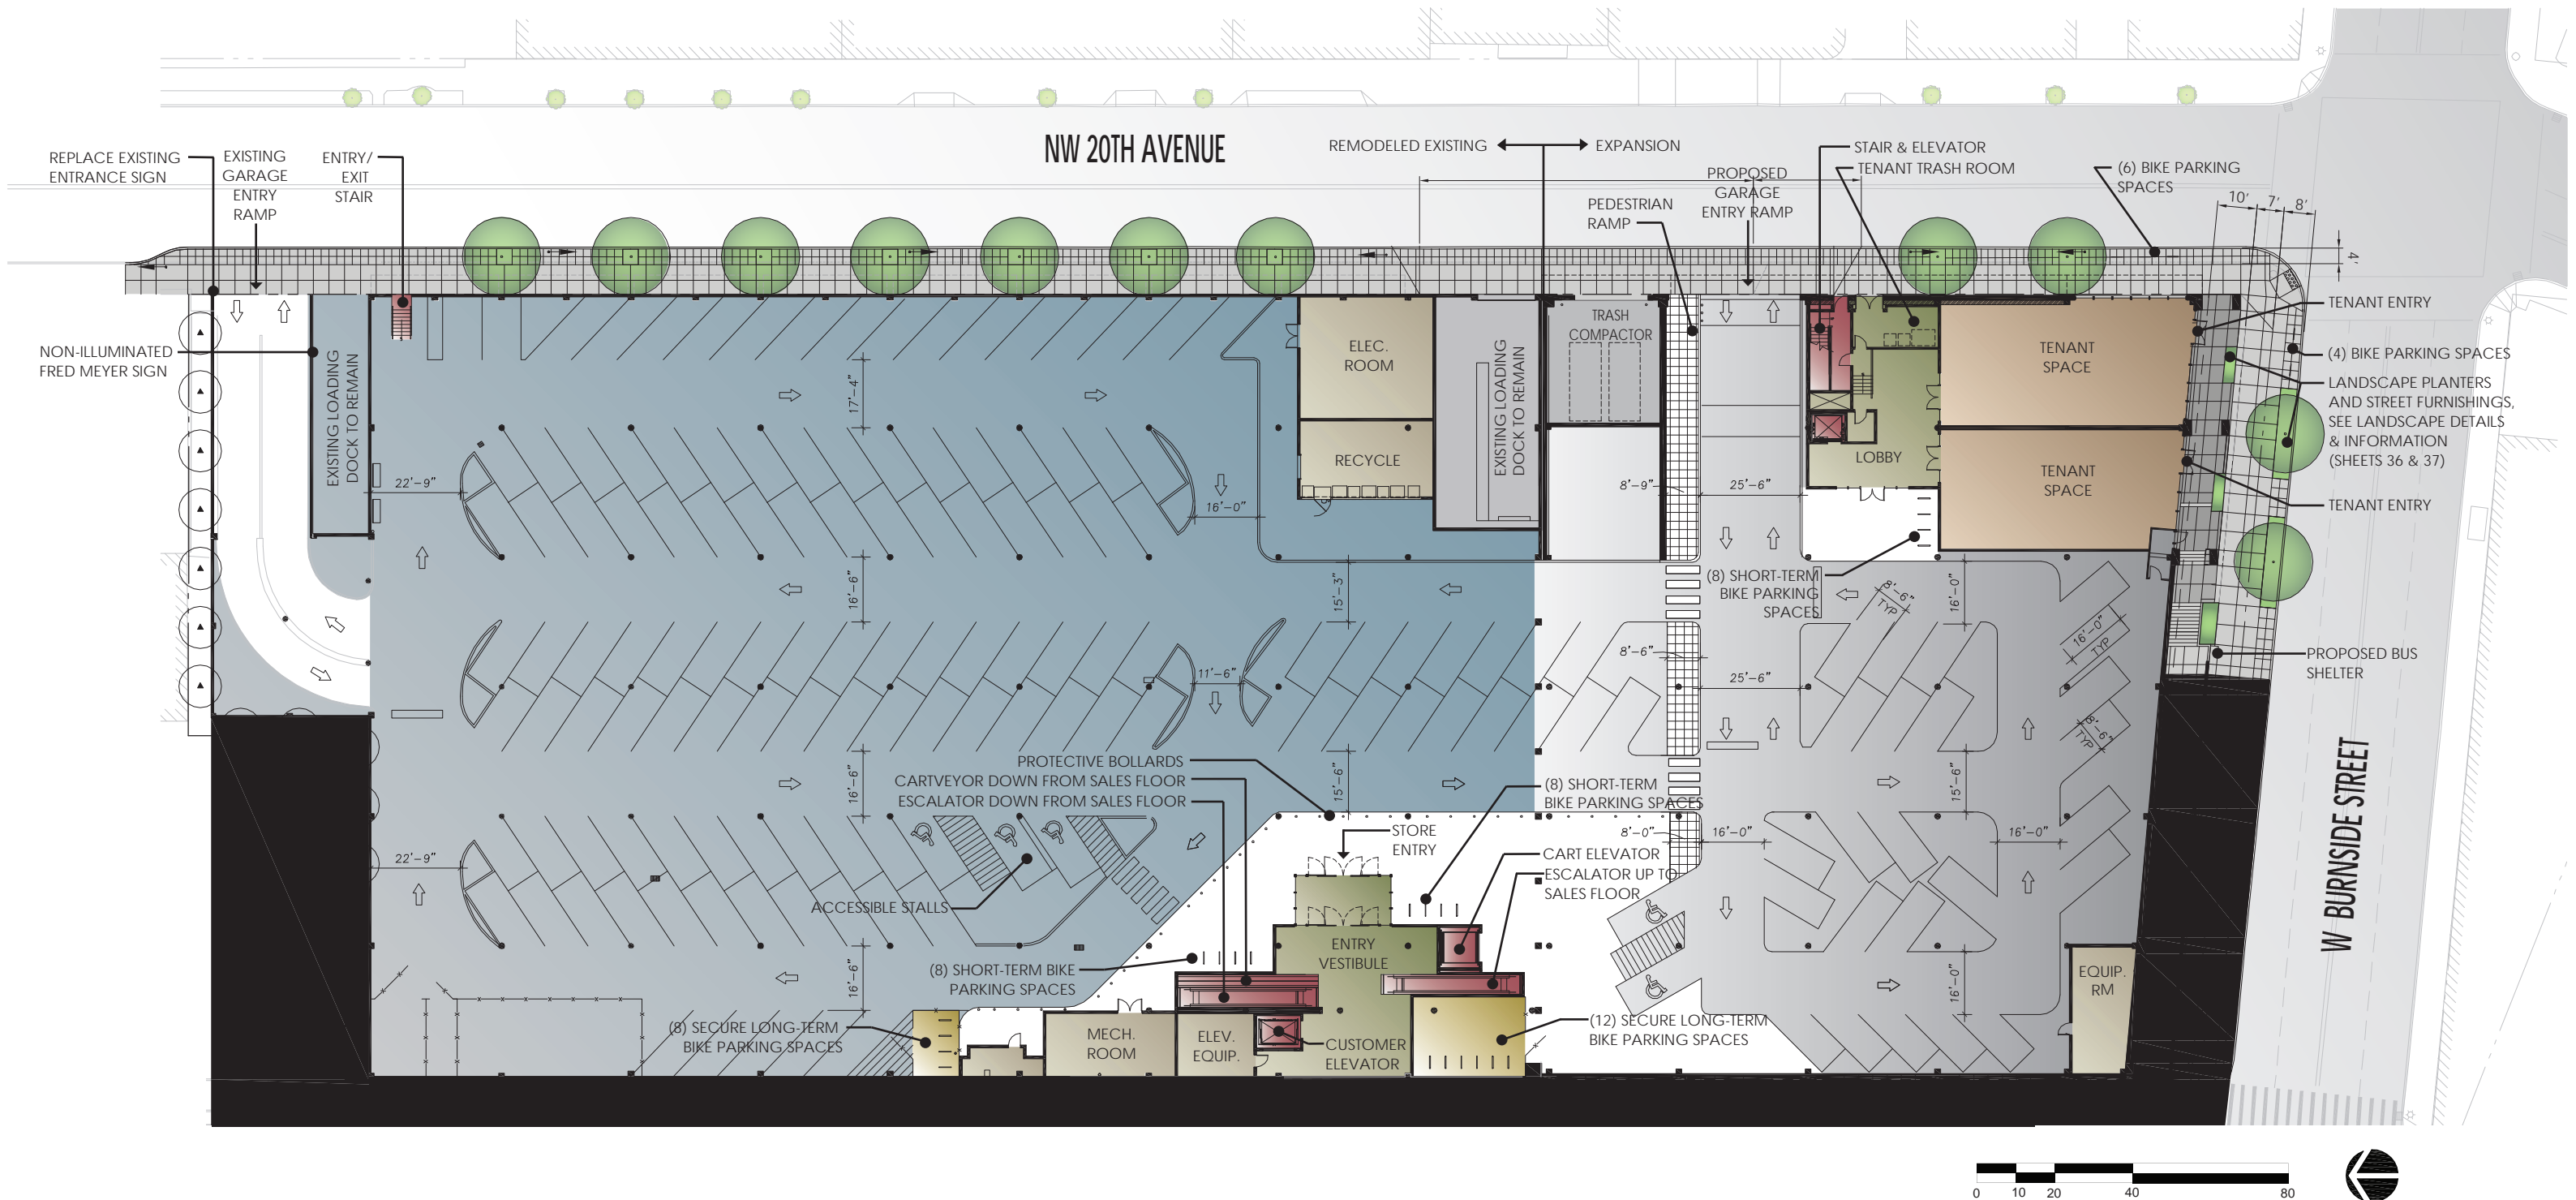 NW 20TH AVENUE
REPLACE EXISTING
ENTRANCE SIGN
EXISTING
GARAGE
ENTRY
RAMP
ENTRY/
EXIT
STAIR
REMODELED EXISTING
EXPANSION
PEDESTRIAN
RAMP
PROPOSED
GARAGE
ENTRY RAMP
STAIR & ELEVATOR
TENANT TRASH ROOM
(6) BIKE PARKING
SPACES
10'
7'
8'
4'
NON-ILLUMINATED
FRED MEYER SIGN
EXISTING LOADING
DOCK TO REMAIN
17'-4"
ELEC.
ROOM
RECYCLE
EXISTING LOADING
DOCK TO REMAIN
TRASH
COMPACTOR
LOBBY
TENANT
SPACE
TENANT
SPACE
TENANT ENTRY
(4) BIKE PARKING SPACES
LANDSCAPE PLANTERS
AND STREET FURNISHINGS,
SEE LANDSCAPE DETAILS
& INFORMATION
(SHEETS 36 & 37)
TENANT ENTRY
22'-9"
16'-0"
8'-9"
25'-6"
16'-6"
15'-3"
(8) SHORT-TERM
BIKE PARKING
SPACES
8'-6"
TYP
16'-0"
16'-0"
TYP
8'-6"
TYP
PROPOSED BUS
SHELTER
11'-6"
8'-6"
25'-6"
PROTECTIVE BOLLARDS
CARTVEYOR DOWN FROM SALES FLOOR
ESCALATOR DOWN FROM SALES FLOOR
16'-6"
15'-6"
(8) SHORT-TERM
BIKE PARKING SPACES
15'-6"
STORE
ENTRY
8'-0"
16'-0"
16'-0"
CART ELEVATOR
ESCALATOR UP TO
SALES FLOOR
22'-9"
ACCESSIBLE STALLS
ENTRY
VESTIBULE
(8) SHORT-TERM BIKE
PARKING SPACES
16'-6"
16'-0"
EQUIP.
RM
(8) SECURE LONG-TERM
BIKE PARKING SPACES
MECH.
ROOM
ELEV.
EQUIP.
CUSTOMER
ELEVATOR
(12) SECURE LONG-TERM
BIKE PARKING SPACES
W BURNSIDE STREET
0 10 20 40 80